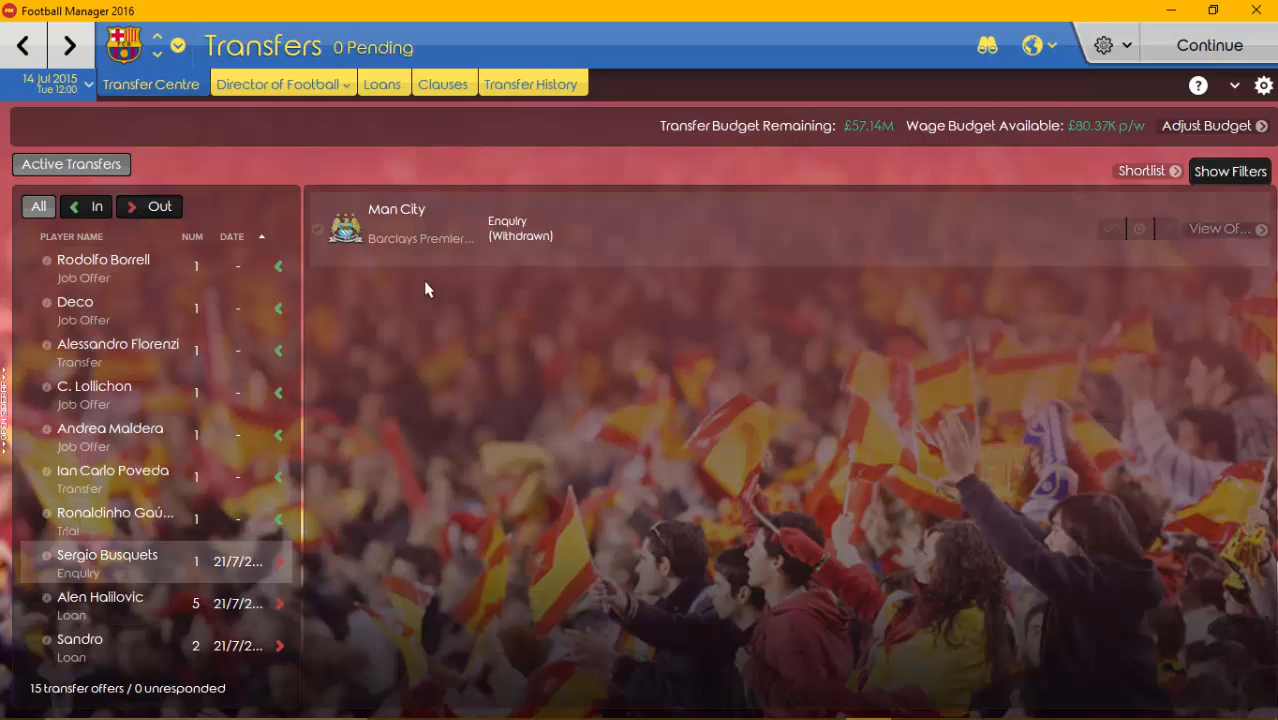 Football Manager 2016
Transfers 0 Pending
Continue
14 Jul 2015
Tue 12:00
Transfer Centre
Director of Football
Loans
Clauses
Transfer History
Transfer Budget Remaining: £57.14M Wage Budget Available: £80.37K p/w Adjust Budget
Active Transfers
Shortlist
Show Filters
All
In
Out
PLAYER NAME NUM DATE
Rodolfo Borrell 1 -
Job Offer
Deco 1 -
Job Offer
Alessandro Florenzi 1 -
Transfer
C. Lollichon 1 -
Job Offer
Andrea Maldera 1 -
Job Offer
Ian Carlo Poveda 1 -
Transfer
Ronaldinho Gaú... 1 -
Trial
Sergio Busquets 1 21/7/2...
Enquiry
Alen Halilovic 5 21/7/2...
Loan
Sandro 2 21/7/2...
Loan
15 transfer offers / 0 unresponded
Man City
Barclays Premier...
Enquiry
(Withdrawn)
View Of...